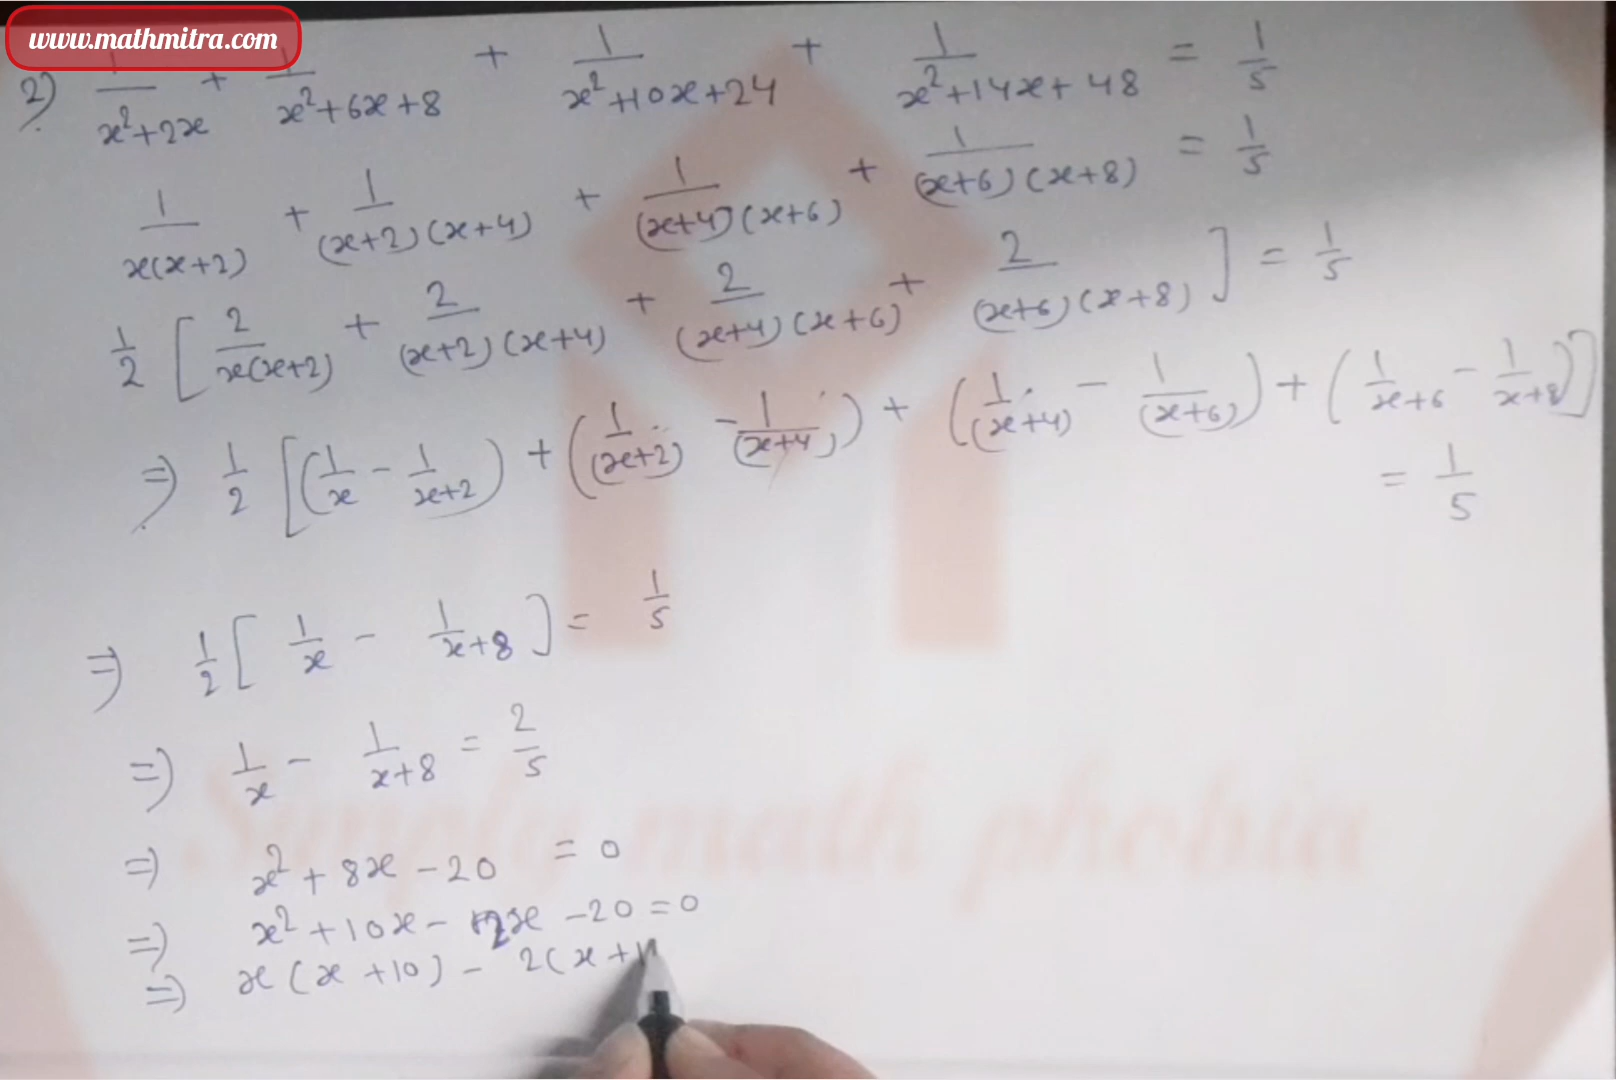 www.mathmitra.com
2) 1/(x²+2x) + 1/(x²+6x+8) + 1/(x²+10x+24) + 1/(x²+14x+48) = 1/5
1/(x(x+2)) + 1/((x+2)(x+4)) + 1/((x+4)(x+6)) + 1/((x+6)(x+8)) = 1/5
1/2 [2/(x(x+2)) + 2/((x+2)(x+4)) + 2/((x+4)(x+6)) + 2/((x+6)(x+8))] = 1/5
⇒ 1/2 [(1/x - 1/(x+2)) + (1/(x+2) - 1/(x+4)) + (1/(x+4) - 1/(x+6)) + (1/(x+6) - 1/(x+8))]
= 1/5
⇒ 1/2 [1/x - 1/(x+8)] = 1/5
⇒ 1/x - 1/(x+8) = 2/5
⇒ x² + 8x - 20 = 0
⇒ x² + 10x - 2x - 20 = 0
⇒ x(x+10) - 2(x+1
Simply math phobia